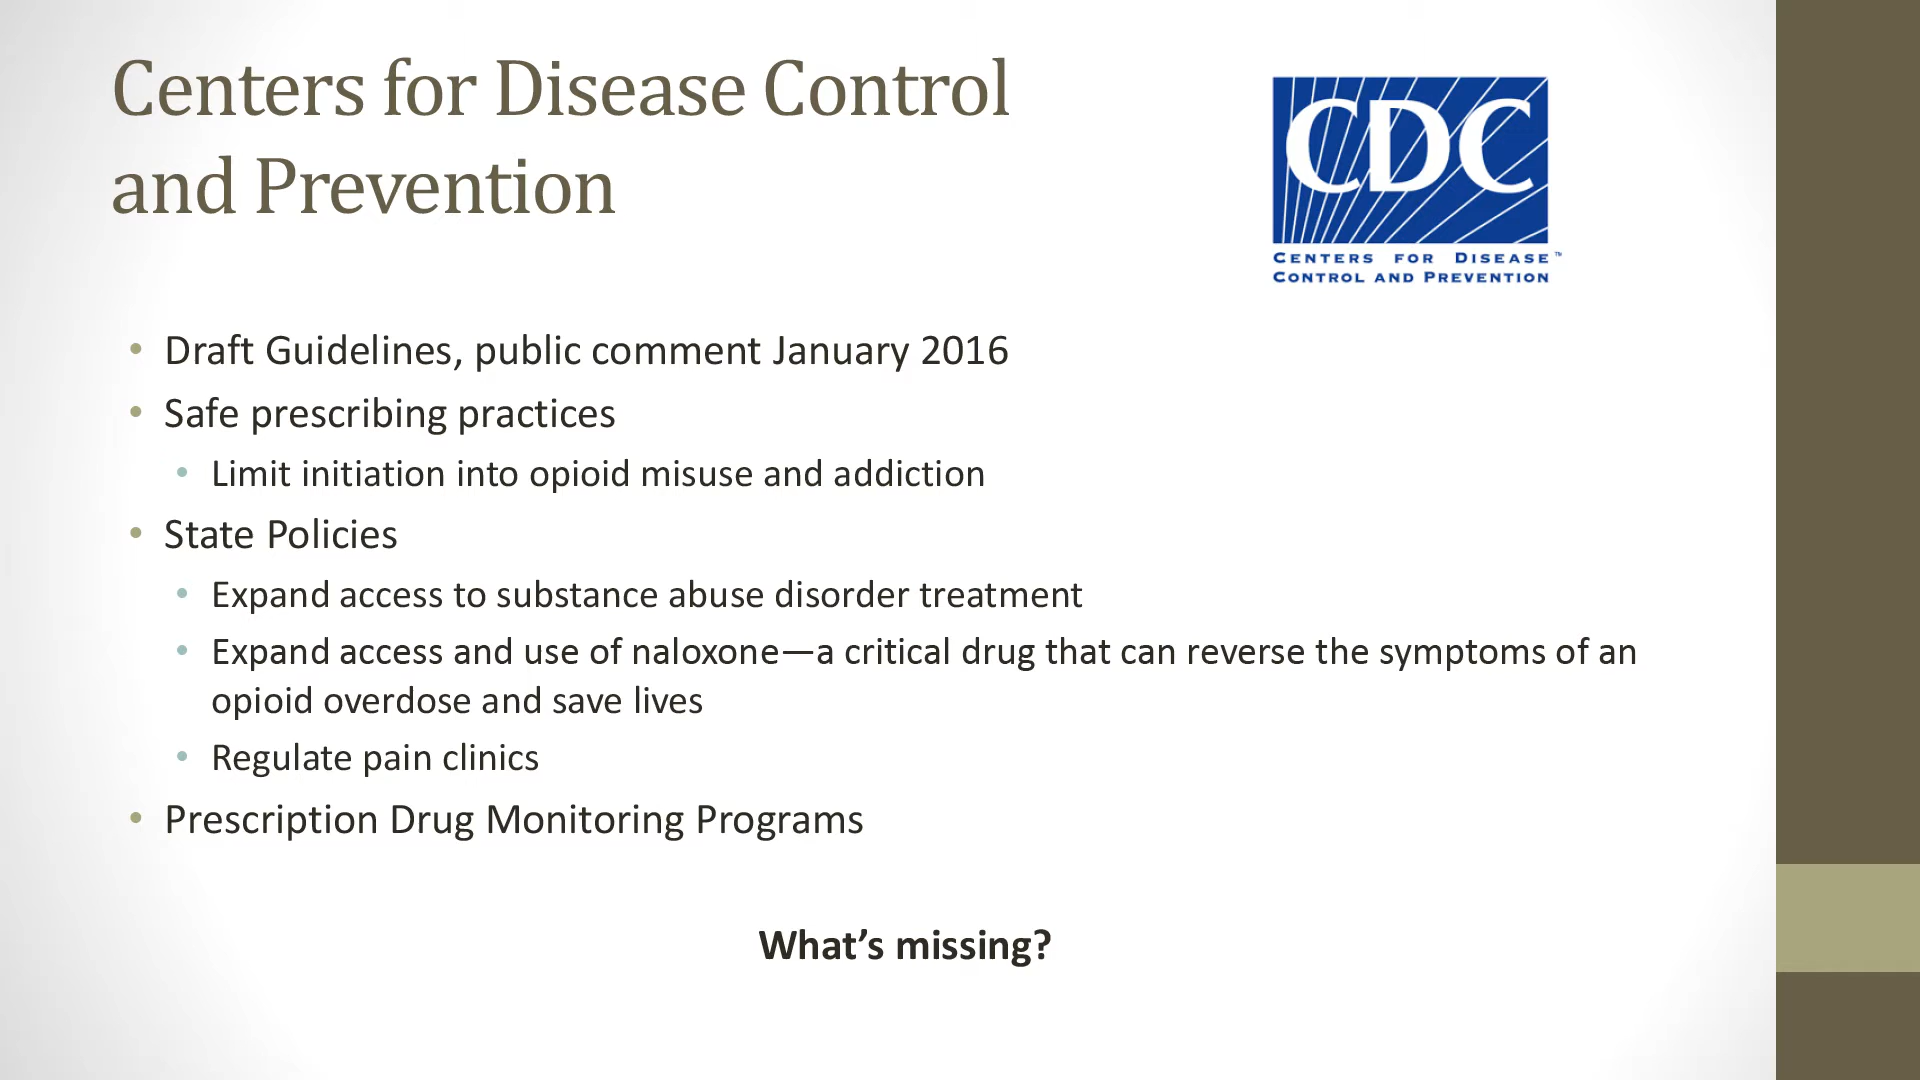 Centers for Disease Control
and Prevention
CDC
CENTERS FOR DISEASE™
CONTROL AND PREVENTION
• Draft Guidelines, public comment January 2016
• Safe prescribing practices
• Limit initiation into opioid misuse and addiction
• State Policies
• Expand access to substance abuse disorder treatment
• Expand access and use of naloxone—a critical drug that can reverse the symptoms of an
opioid overdose and save lives
• Regulate pain clinics
• Prescription Drug Monitoring Programs
What’s missing?